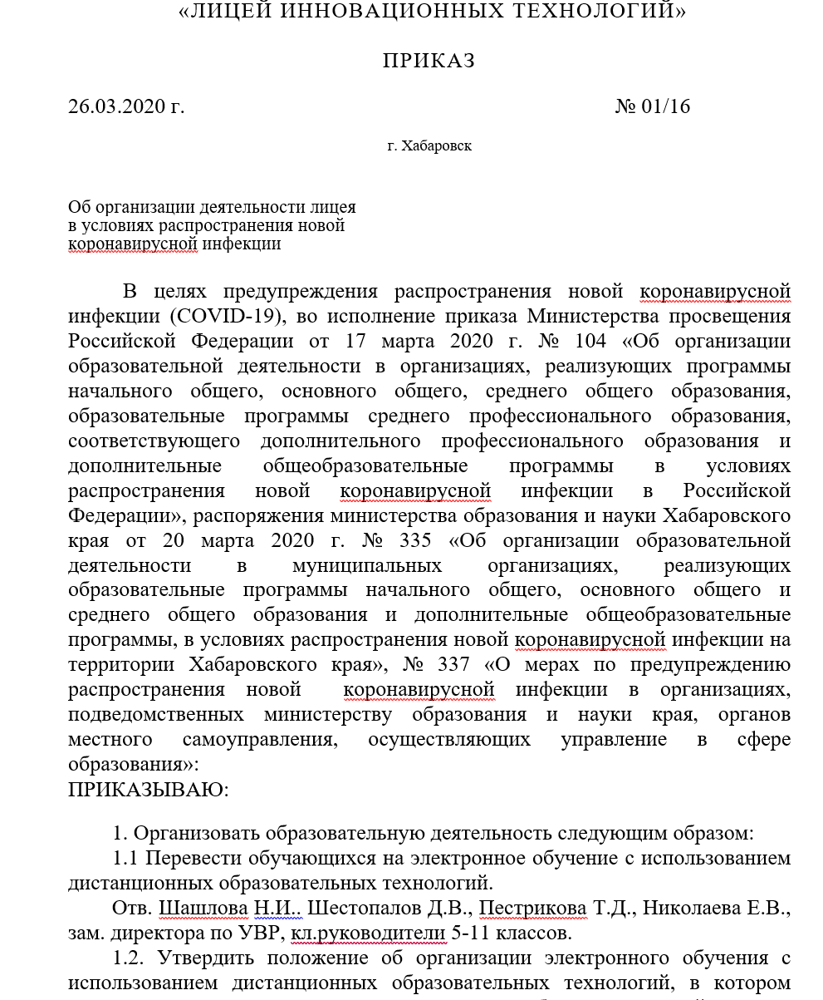 «ЛИЦЕЙ ИННОВАЦИОННЫХ ТЕХНОЛОГИЙ»
ПРИКАЗ
26.03.2020 г. № 01/16
г. Хабаровск
Об организации деятельности лицея
в условиях распространения новой
коронавирусной инфекции
В целях предупреждения распространения новой коронавирусной
инфекции (COVID-19), во исполнение приказа Министерства просвещения
Российской Федерации от 17 марта 2020 г. № 104 «Об организации
образовательной деятельности в организациях, реализующих программы
начального общего, основного общего, среднего общего образования,
образовательные программы среднего профессионального образования,
соответствующего дополнительного профессионального образования и
дополнительные общеобразовательные программы в условиях
распространения новой коронавирусной инфекции в Российской
Федерации», распоряжения министерства образования и науки Хабаровского
края от 20 марта 2020 г. № 335 «Об организации образовательной
деятельности в муниципальных организациях, реализующих
образовательные программы начального общего, основного общего и
среднего общего образования и дополнительные общеобразовательные
программы, в условиях распространения новой коронавирусной инфекции на
территории Хабаровского края», № 337 «О мерах по предупреждению
распространения новой коронавирусной инфекции в организациях,
подведомственных министерству образования и науки края, органов
местного самоуправления, осуществляющих управление в сфере
образования»:
ПРИКАЗЫВАЮ:
1. Организовать образовательную деятельность следующим образом:
1.1 Перевести обучающихся на электронное обучение с использованием
дистанционных образовательных технологий.
Отв. Шашлова Н.И.. Шестопалов Д.В., Пестрикова Т.Д., Николаева Е.В.,
зам. директора по УВР, кл.руководители 5-11 классов.
1.2. Утвердить положение об организации электронного обучения с
использованием дистанционных образовательных технологий, в котором